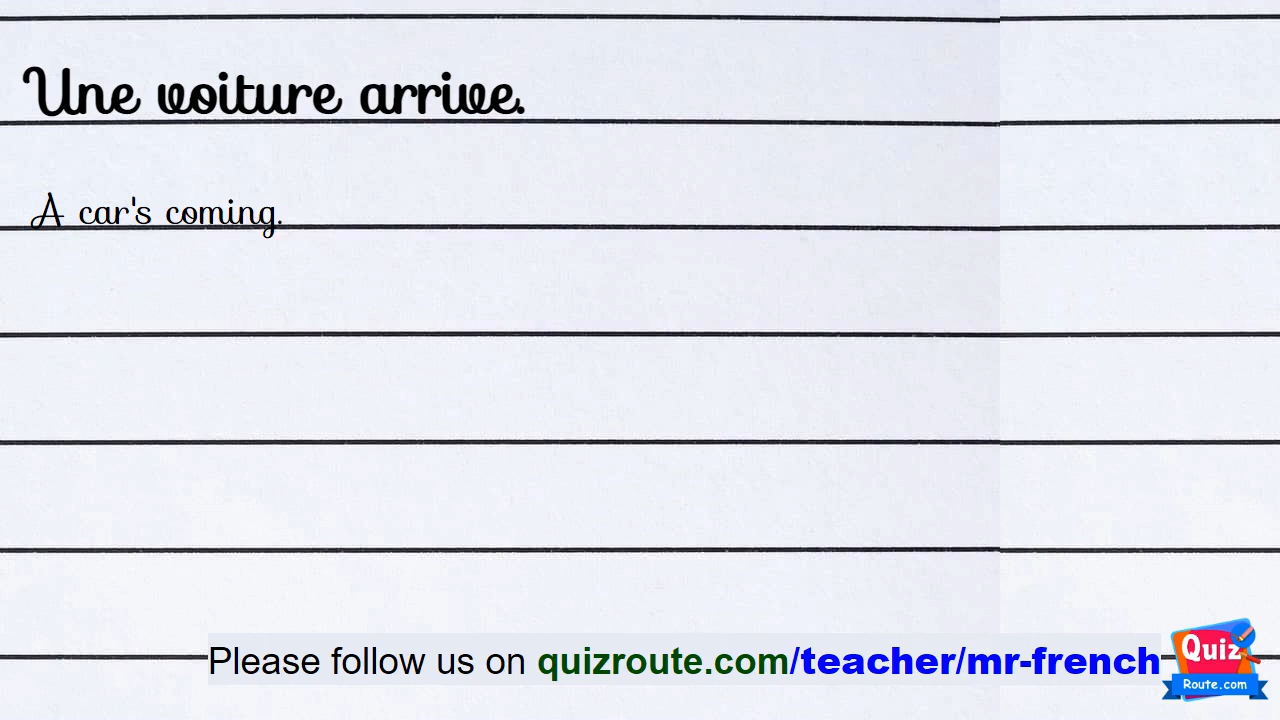 Une voiture arrive.
A car's coming.
Please follow us on quizroute.com/teacher/mr-french
Quiz
Route.com